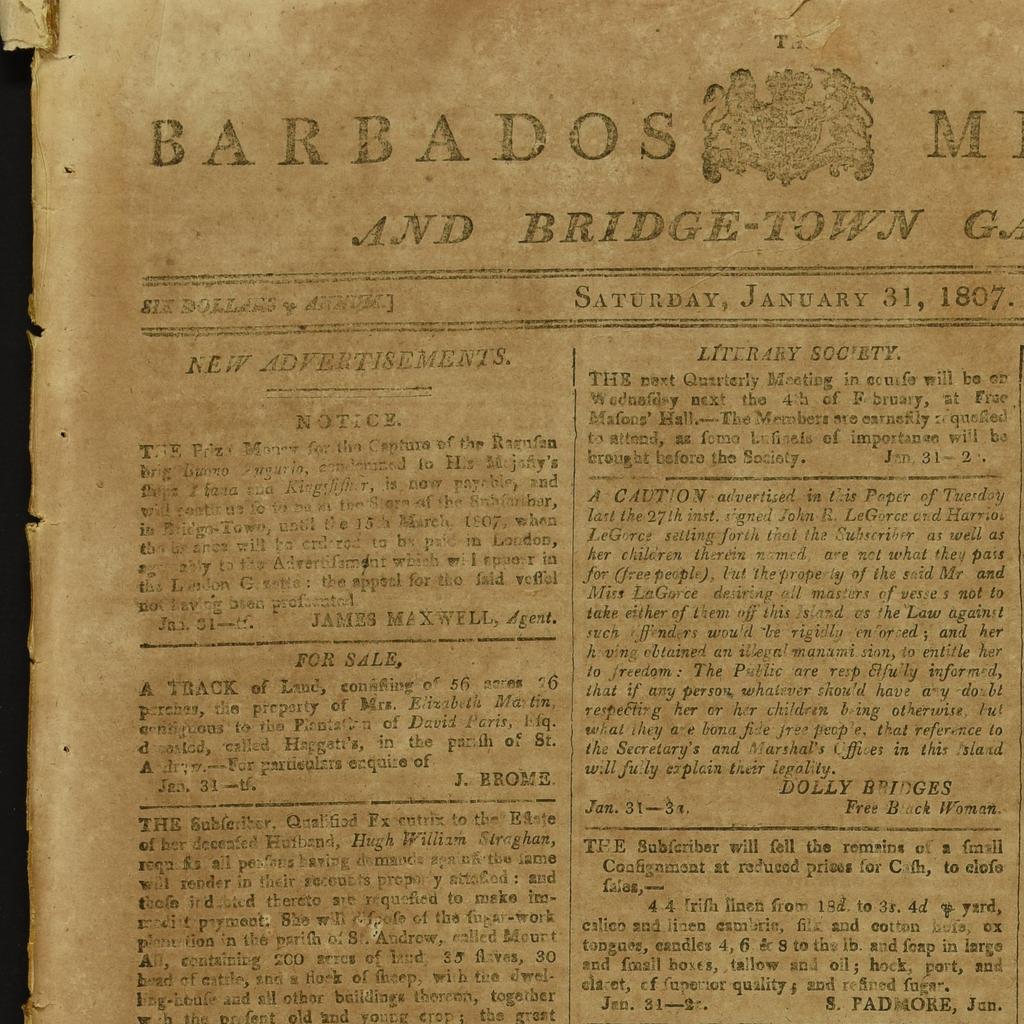 THE
BARBADOS ME
AND BRIDGE-TOWN GA
SIX DOLLARS ANNUM]
SATURDAY, JANUARY 31, 1807.
NEW ADVERTISEMENTS.
NOTICE.
THE Prize Money for the Capture of the Ragusan
brig Buono Augurio, condemned to His Majesty's
ships and Kingsfisher, is now payable, and
will continue so to be at the Store of the Subscriber,
in Bridge-Town, until the 15th March, 1807, when
the balances will be ordered to be paid in London,
agreeably to the Advertisement which will appear in
the London Gazette: the appeal for the said vessel
not having been prosecuted.
Jan. 31—tf. JAMES MAXWELL, Agent.
FOR SALE,
A TRACK of Land, consisting of 56 acres 26
perches, the property of Mrs. Elizabeth Martin,
contiguous to the Plantation of David Paris, Esq.
deceased, called Haggett's, in the parish of St.
Andrew.—For particulars enquire of
Jan. 31—tf. J. BROME.
THE Subscriber, Qualified Executrix to the Estate
of her deceased Husband, Hugh William Straghan,
requests all persons having demands against the same
will render in their accounts properly attested: and
those indebted thereto are requested to make im-
mediate payment. She will dispose of the sugar-work
plantation in the parish of St. Andrew, called Mount
All, containing 200 acres of land, 35 slaves, 30
head of cattle, and a flock of sheep, with the dwel-
ling-house and all other buildings thereon, together
with the present old and young crop; the great
LITERARY SOCIETY.
THE next Quarterly Meeting in course will be on
Wednesday next the 4th of February, at Free
Masons' Hall.—The Members are earnestly requested
to attend, as some business of importance will be
brought before the Society. Jan. 31—2
A CAUTION advertised in this Paper of Tuesday
last the 27th inst. signed John R. LeGorce and Harriot
LeGorce setting forth that the Subscriber as well as
her children therein named, are not what they pass
for (free people), but the property of the said Mr and
Miss LaGorce desiring all masters of vessels not to
take either of them off this Island as the Law against
such offenders would be rigidly enforced; and her
having obtained an illegal manumission, to entitle her
to freedom: The Public are respectfully informed,
that if any person whatever should have any doubt
respecting her or her children being otherwise, but
what they are bona fide free people, that reference to
the Secretary's and Marshal's Offices in this Island
will fully explain their legality.
DOLLY BRIDGES
Jan. 31— Free Black Woman.
THE Subscriber will sell the remains of a small
Consignment at reduced prices for Cash, to close
sales,—
4 4 Irish linen from 18d. to 3s. 4d ⅌ yard,
calico and linen cambric, silk and cotton hose, ox
tongues, candles 4, 6 & 8 to the lb. and soap in large
and small boxes, tallow and oil; hock, port, and
claret, of superior quality; and refined sugar.
Jan. 31— S. PADMORE, Jun.